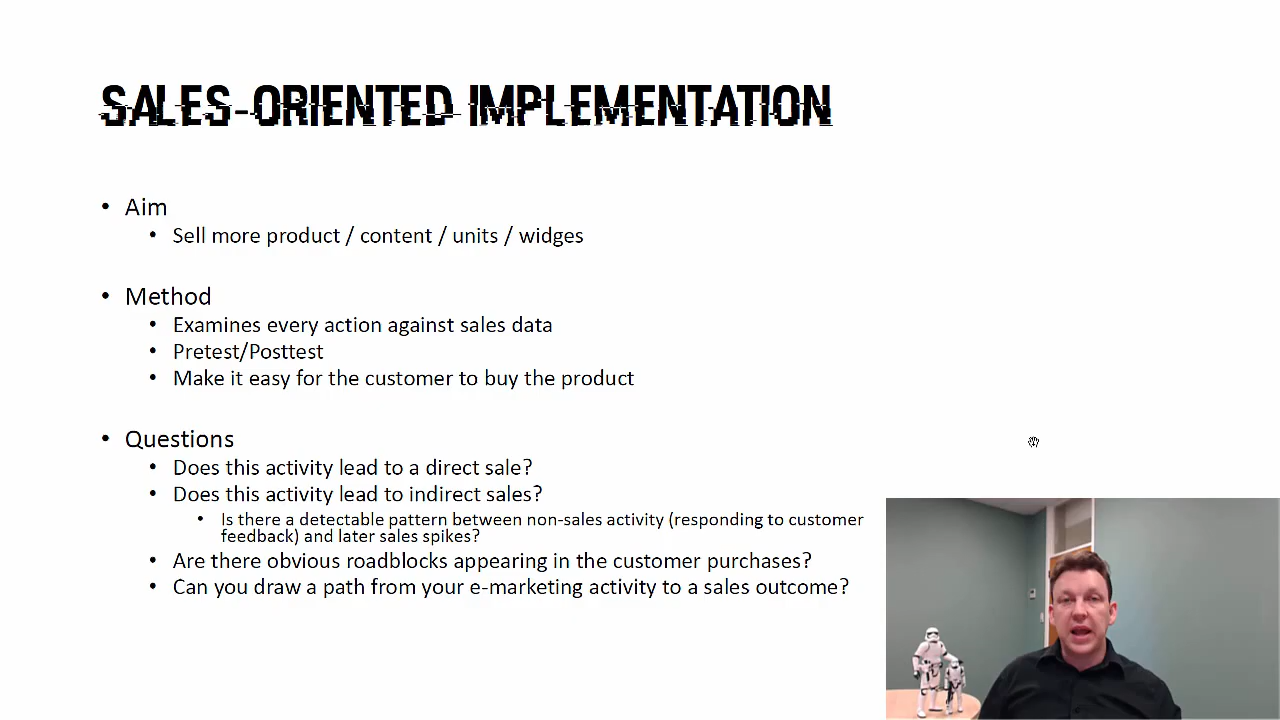 SALES-ORIENTED IMPLEMENTATION
• Aim
• Sell more product / content / units / widges
• Method
• Examines every action against sales data
• Pretest/Posttest
• Make it easy for the customer to buy the product
• Questions
• Does this activity lead to a direct sale?
• Does this activity lead to indirect sales?
• Is there a detectable pattern between non-sales activity (responding to customer
feedback) and later sales spikes?
• Are there obvious roadblocks appearing in the customer purchases?
• Can you draw a path from your e-marketing activity to a sales outcome?